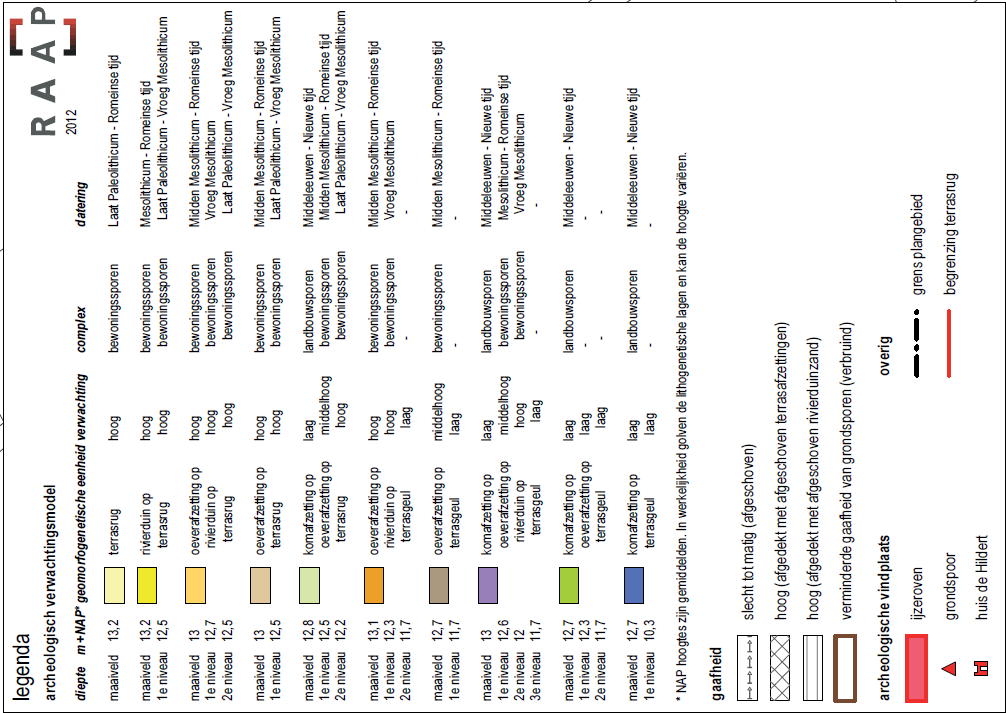 legenda
RAAP
2012
archeologisch verwachtingsmodel
diepte m+NAP* geomorfogenetische eenheid verwachting complex datering
maaiveld 13,2 terrasrug hoog bewoningssporen Laat Paleolithicum - Romeinse tijd
maaiveld 13,2 rivierduin op hoog bewoningssporen Mesolithicum - Romeinse tijd
1e niveau 12,5 terrasrug hoog bewoningssporen Laat Paleolithicum - Vroeg Mesolithicum
maaiveld 13 oeverafzetting op hoog bewoningssporen Midden Mesolithicum - Romeinse tijd
1e niveau 12,7 rivierduin op hoog bewoningssporen Vroeg Mesolithicum
2e niveau 12,5 terrasrug hoog bewoningssporen Laat Paleolithicum - Vroeg Mesolithicum
maaiveld 13 oeverafzetting op hoog bewoningssporen Midden Mesolithicum - Romeinse tijd
1e niveau 12,5 terrasrug hoog bewoningssporen Laat Paleolithicum - Vroeg Mesolithicum
maaiveld 12,8 komafzetting op laag landbouwsporen Middeleeuwen - Nieuwe tijd
1e niveau 12,5 oeverafzetting op middelhoog bewoningssporen Midden Mesolithicum - Romeinse tijd
2e niveau 12,2 terrasrug hoog bewoningssporen Laat Paleolithicum - Vroeg Mesolithicum
maaiveld 13,1 oeverafzetting op hoog bewoningssporen Midden Mesolithicum - Romeinse tijd
1e niveau 12,3 rivierduin op hoog bewoningssporen Vroeg Mesolithicum
2e niveau 11,7 terrasgeul laag - -
maaiveld 12,7 oeverafzetting op middelhoog bewoningssporen Midden Mesolithicum - Romeinse tijd
1e niveau 11,7 terrasgeul laag - -
maaiveld 13 komafzetting op laag landbouwsporen Middeleeuwen - Nieuwe tijd
1e niveau 12,6 oeverafzetting op middelhoog bewoningssporen Mesolithicum - Romeinse tijd
2e niveau 12 rivierduin op hoog bewoningssporen Vroeg Mesolithicum
3e niveau 11,7 terrasgeul laag - -
maaiveld 12,7 komafzetting op laag landbouwsporen Middeleeuwen - Nieuwe tijd
1e niveau 12,3 oeverafzetting op laag - -
2e niveau 11,7 terrasgeul laag - -
maaiveld 12,7 komafzetting op laag landbouwsporen Middeleeuwen - Nieuwe tijd
1e niveau 10,3 terrasgeul laag - -
* NAP hoogtes zijn gemiddelden. In werkelijkheid golven de lithogenetische lagen en kan de hoogte variëren.
gaafheid
slecht tot matig (afgeschoven)
hoog (afgedekt met afgeschoven terrasafzettingen)
hoog (afgedekt met afgeschoven rivierduinzand)
verminderde gaafheid van grondsporen (verbruind)
archeologische vindplaats
ijzeroven
grondspoor
huis de Hildert
overig
grens plangebied
begrenzing terrasrug